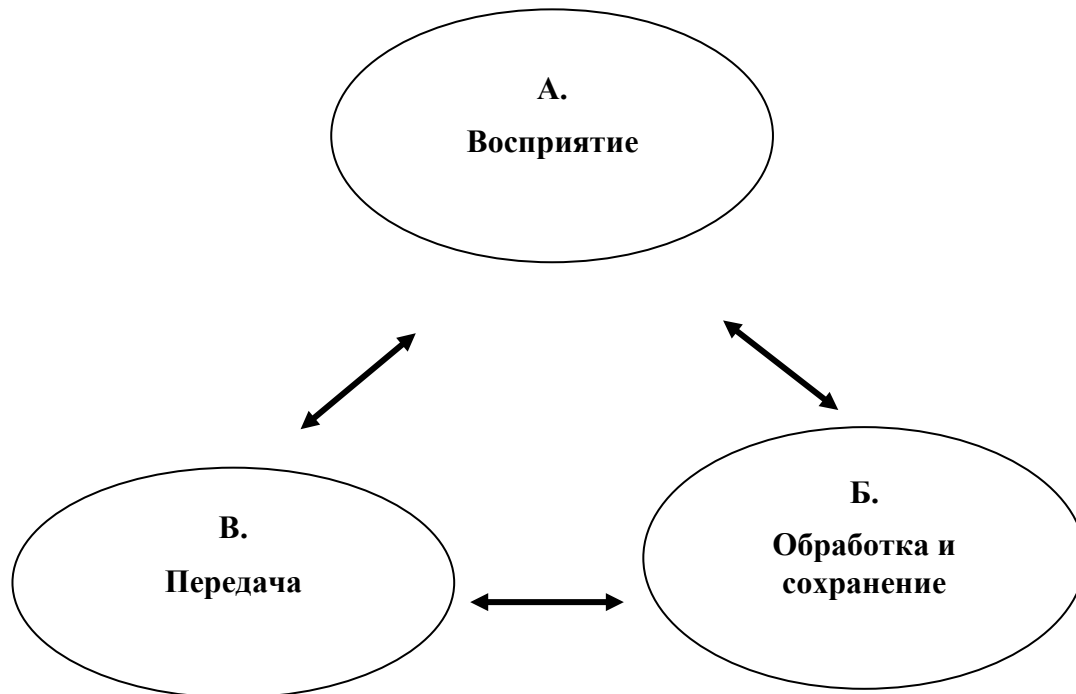 А.
Восприятие
Б.
Обработка и
сохранение
В.
Передача